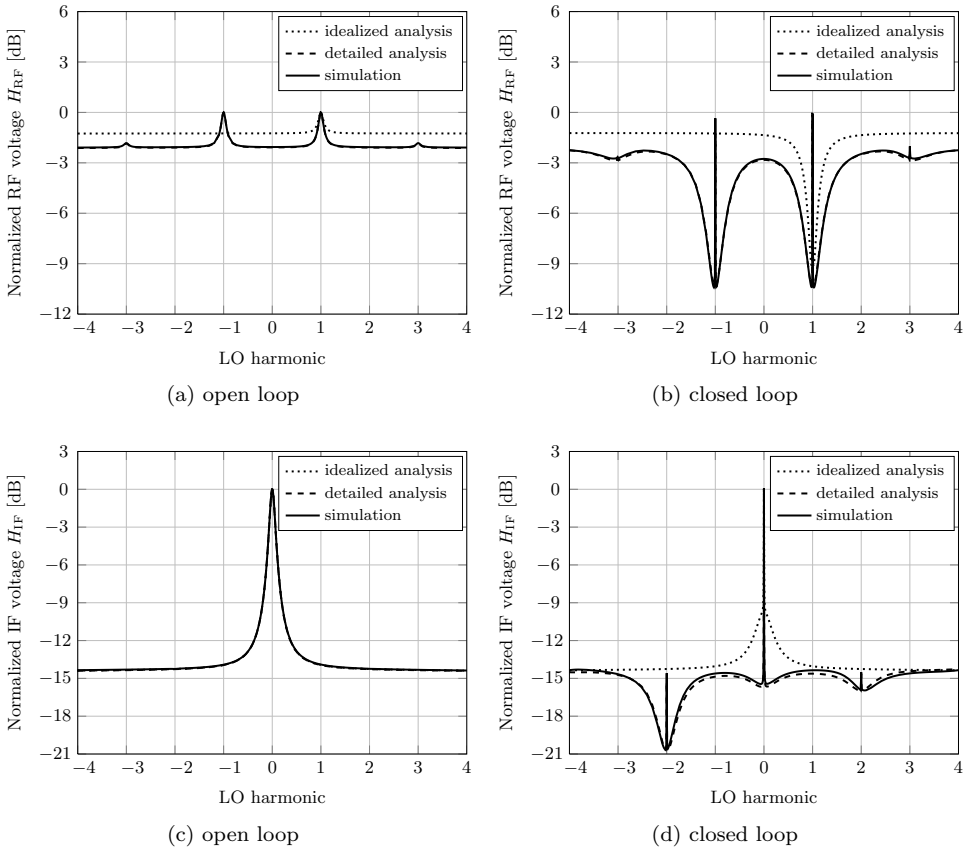 Normalized RF voltage H_RF [dB]
6
3
0
−3
−6
−9
−12
idealized analysis
detailed analysis
simulation
−4 −3 −2 −1 0 1 2 3 4
LO harmonic
(a) open loop
Normalized RF voltage H_RF [dB]
6
3
0
−3
−6
−9
−12
idealized analysis
detailed analysis
simulation
−4 −3 −2 −1 0 1 2 3 4
LO harmonic
(b) closed loop
Normalized IF voltage H_IF [dB]
3
0
−3
−6
−9
−12
−15
−18
−21
idealized analysis
detailed analysis
simulation
−4 −3 −2 −1 0 1 2 3 4
LO harmonic
(c) open loop
Normalized IF voltage H_IF [dB]
3
0
−3
−6
−9
−12
−15
−18
−21
idealized analysis
detailed analysis
simulation
−4 −3 −2 −1 0 1 2 3 4
LO harmonic
(d) closed loop